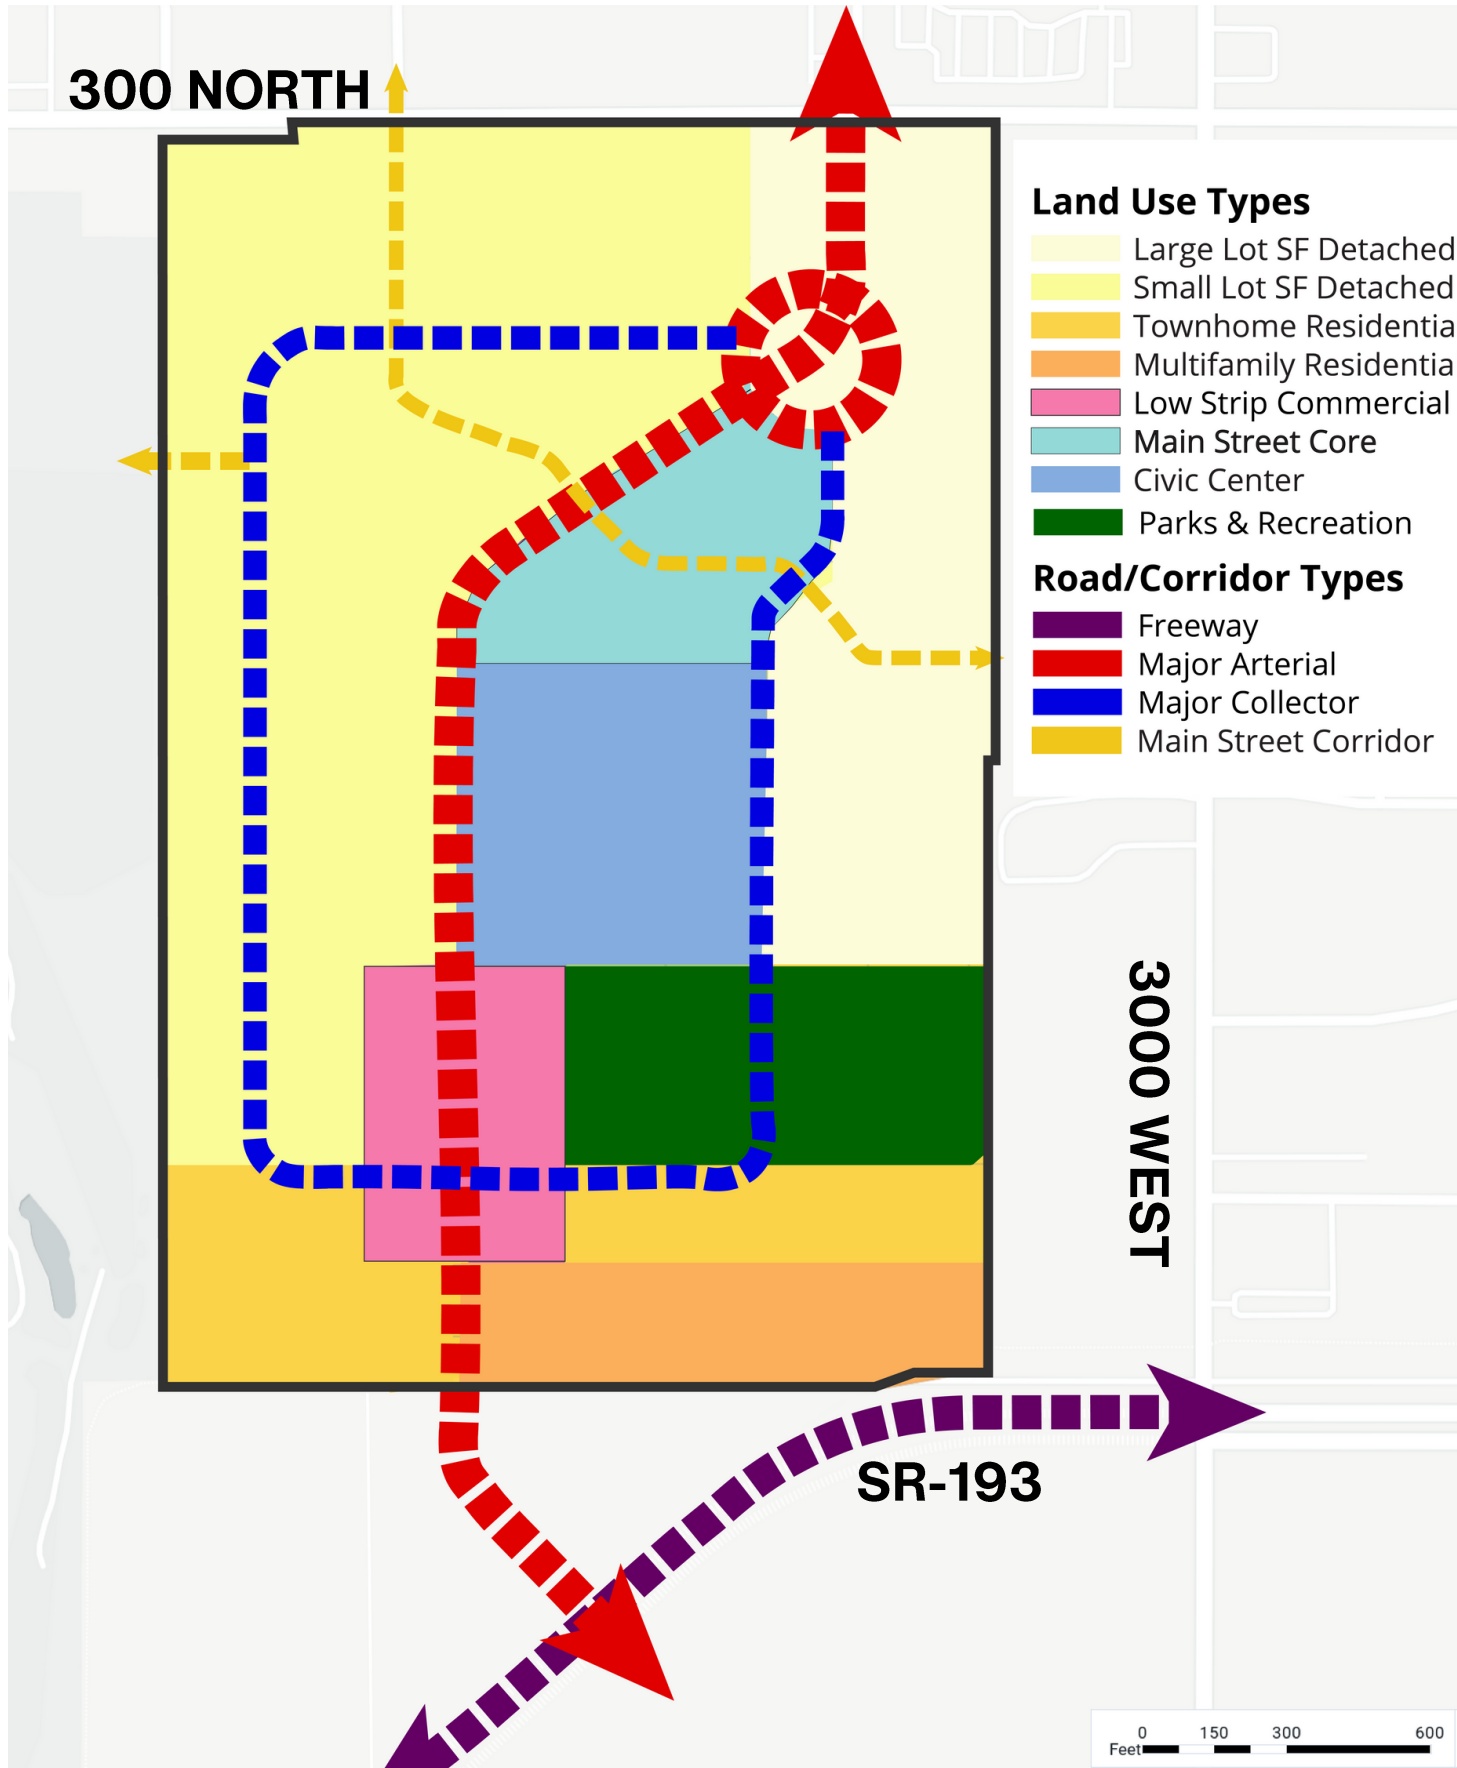 300 NORTH
Land Use Types
Large Lot SF Detached
Small Lot SF Detached
Townhome Residentia
Multifamily Residentia
Low Strip Commercial
Main Street Core
Civic Center
Parks & Recreation
Road/Corridor Types
Freeway
Major Arterial
Major Collector
Main Street Corridor
3000 WEST
SR-193
0 150 300 600
Feet